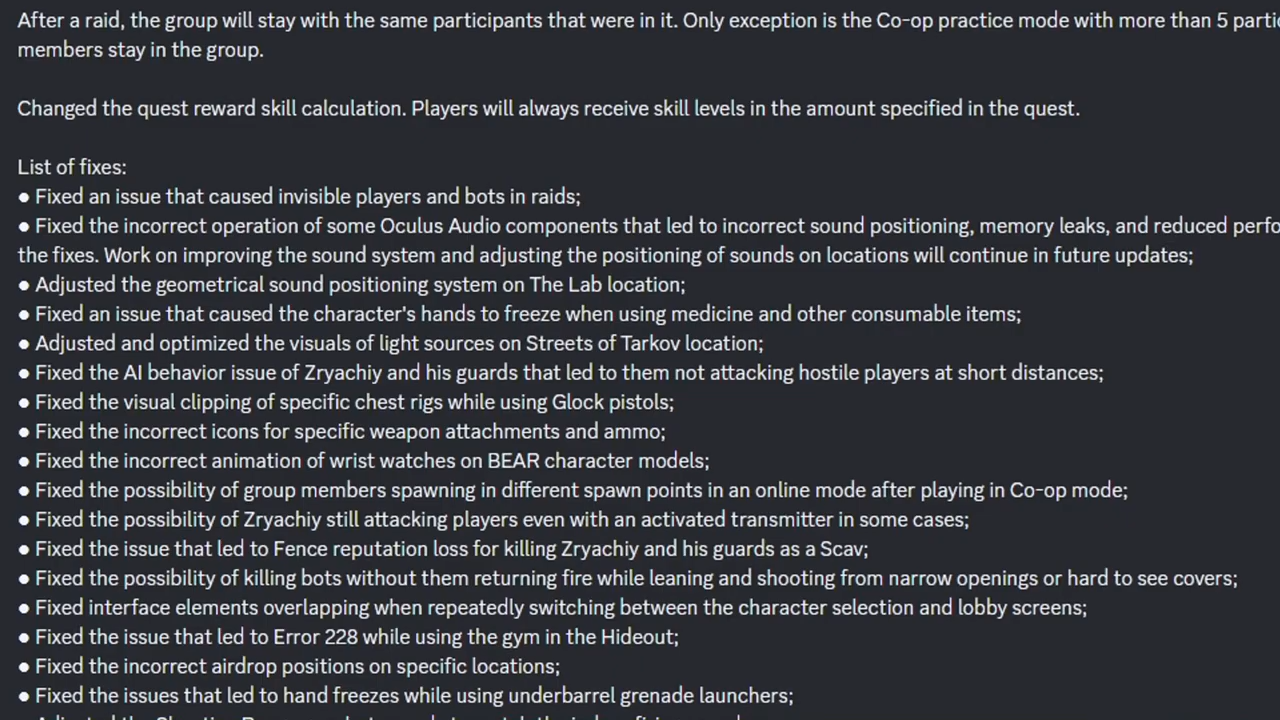 After a raid, the group will stay with the same participants that were in it. Only exception is the Co-op practice mode with more than 5
members stay in the group.
Changed the quest reward skill calculation. Players will always receive skill levels in the amount specified in the quest.
List of fixes:
● Fixed an issue that caused invisible players and bots in raids;
● Fixed the incorrect operation of some Oculus Audio components that led to incorrect sound positioning, memory leaks, and reduced
the fixes. Work on improving the sound system and adjusting the positioning of sounds on locations will continue in future updates;
● Adjusted the geometrical sound positioning system on The Lab location;
● Fixed an issue that caused the character's hands to freeze when using medicine and other consumable items;
● Adjusted and optimized the visuals of light sources on Streets of Tarkov location;
● Fixed the AI behavior issue of Zryachiy and his guards that led to them not attacking hostile players at short distances;
● Fixed the visual clipping of specific chest rigs while using Glock pistols;
● Fixed the incorrect icons for specific weapon attachments and ammo;
● Fixed the incorrect animation of wrist watches on BEAR character models;
● Fixed the possibility of group members spawning in different spawn points in an online mode after playing in Co-op mode;
● Fixed the possibility of Zryachiy still attacking players even with an activated transmitter in some cases;
● Fixed the issue that led to Fence reputation loss for killing Zryachiy and his guards as a Scav;
● Fixed the possibility of killing bots without them returning fire while leaning and shooting from narrow openings or hard to see covers;
● Fixed interface elements overlapping when repeatedly switching between the character selection and lobby screens;
● Fixed the issue that led to Error 228 while using the gym in the Hideout;
● Fixed the incorrect airdrop positions on specific locations;
● Fixed the issues that led to hand freezes while using underbarrel grenade launchers;